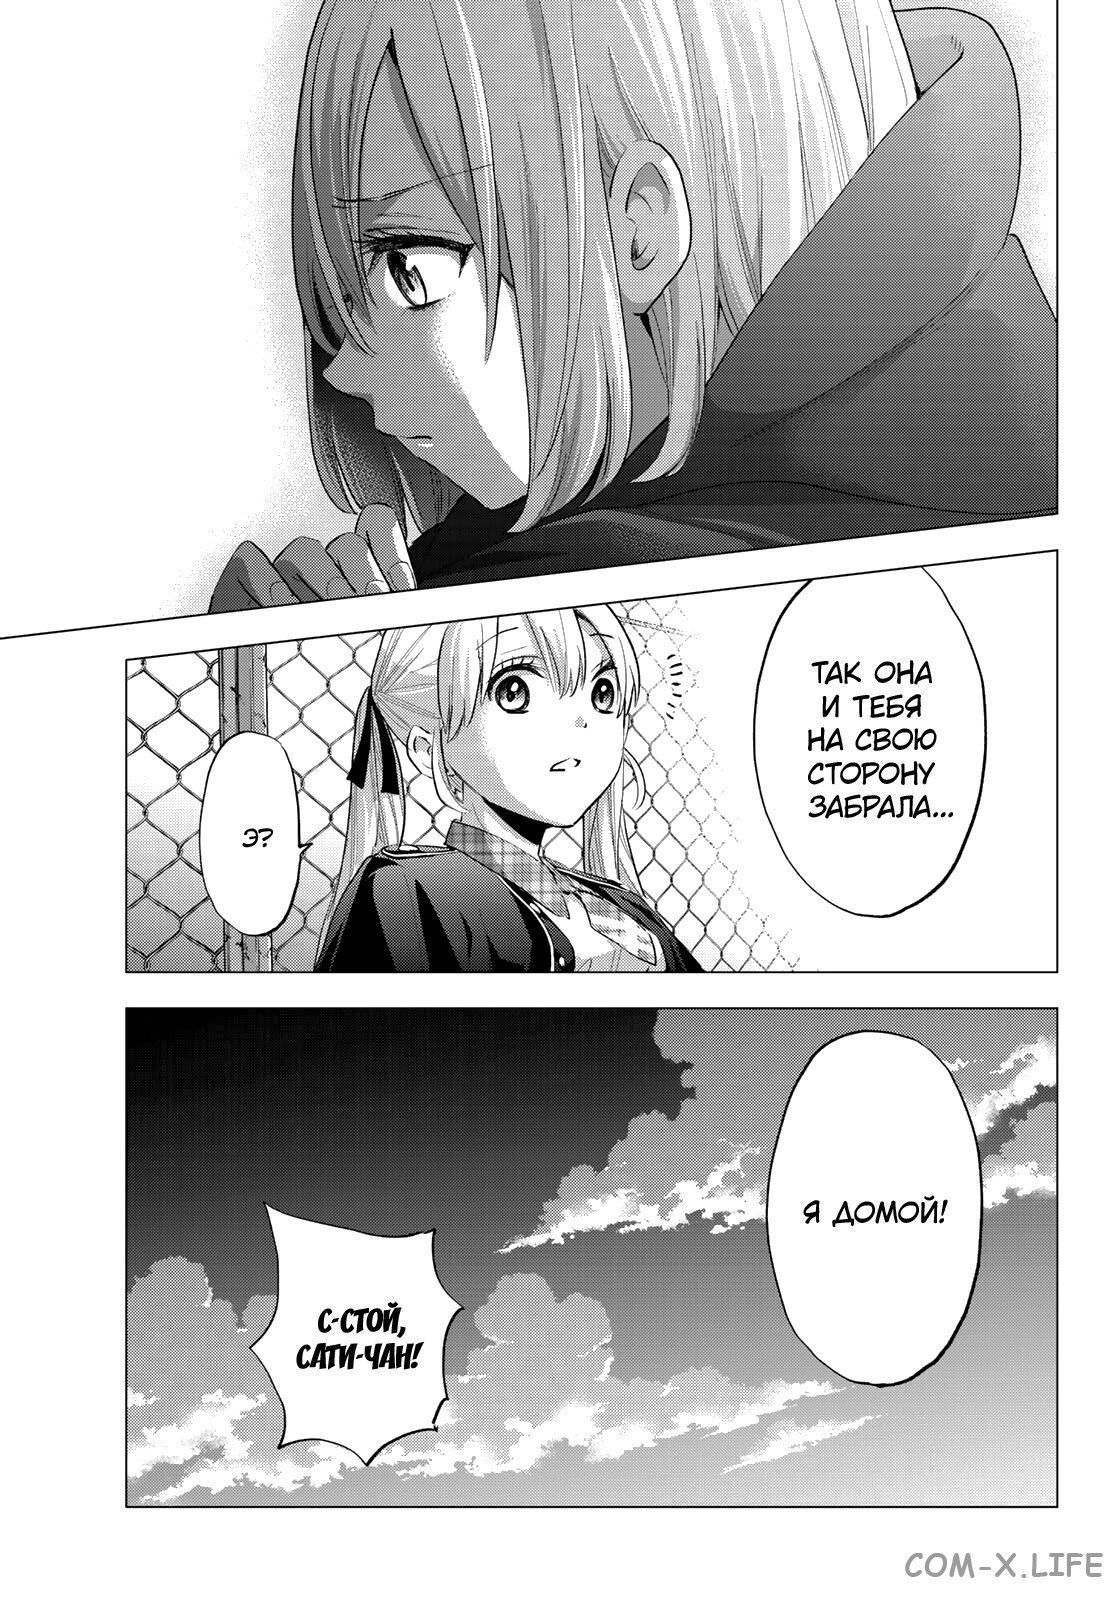 ТАК ОНА
И ТЕБЯ
НА СВОЮ
СТОРОНУ
ЗАБРАЛА...
Э?
Я ДОМОЙ!
С-СТОЙ,
САТИ-ЧАН!
COM-X.LIFE